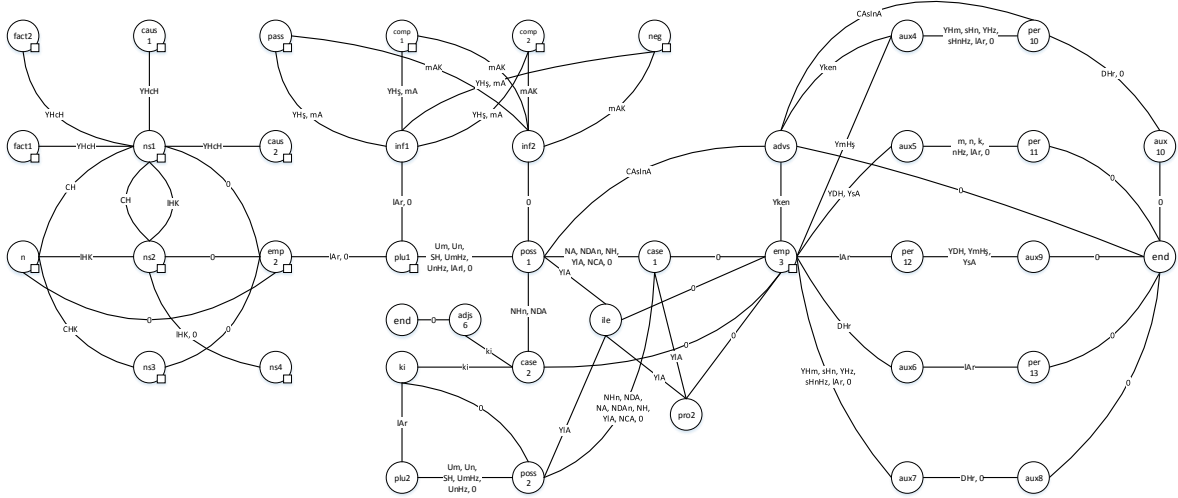 CAsInA
fact2
caus
1
pass
comp
1
comp
2
neg
aux4
YHm, sHn, YHz,
sHnHz, lAr, 0
per
10
mAK
mAK
Yken
DHr, 0
YHcH
YHş, mA
YHş, mA
mAK
YHcH
YHş, mA
mAK
fact1
YHcH
ns1
YHcH
caus
2
inf1
inf2
advs
YmHş
aux5
m, n, k,
nHz, lAr, 0
per
11
aux
10
CAsInA
CH
0
0
0
CH
lHK
lAr, 0
0
Yken
YDH, YsA
0
n
lHK
ns2
0
emp
2
lAr, 0
plu1
Um, Un,
SH, UmHz,
UnHz, lArI, 0
poss
1
NA, NDAn, NH,
YlA, NCA, 0
case
1
0
emp
3
lAr
per
12
YDH, YmHş,
YsA
aux9
0
end
YlA
0
0
CHK
lHK, 0
0
end
0
adjs
6
NHn, NDA
ile
DHr
0
ki
0
0
YlA
ns3
ns4
ki
ki
case
2
YlA
YHm, sHn, YHz,
sHnHz, lAr, 0
aux6
lAr
per
13
0
NHn, NDA,
NA, NDAn, NH,
YlA, NCA, 0
pro2
0
lAr
YlA
plu2
Um, Un,
SH, UmHz,
UnHz, 0
poss
2
aux7
DHr, 0
aux8